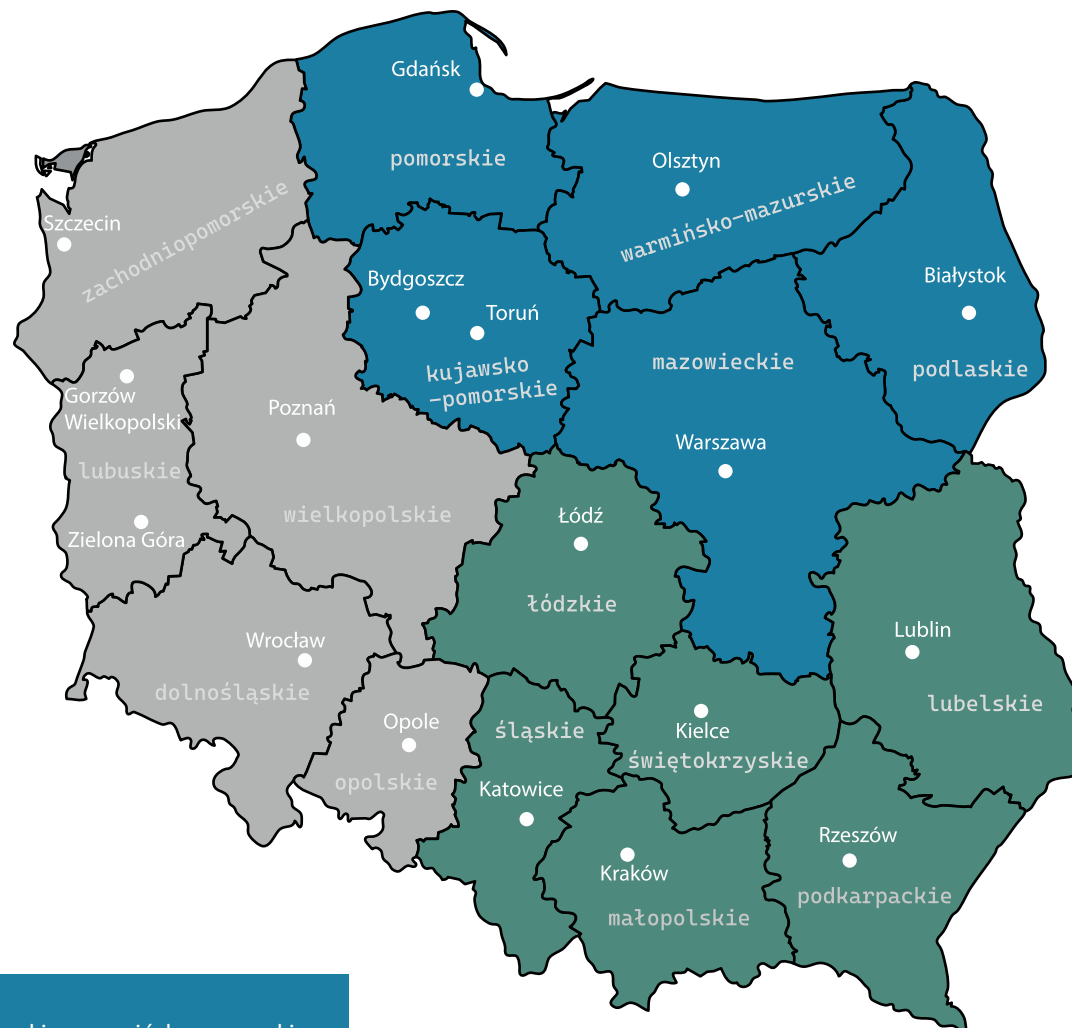 Gdańsk
pomorskie
Olsztyn
warmińsko-mazurskie
Szczecin
zachodniopomorskie
Bydgoszcz
Toruń
kujawsko
-pomorskie
Białystok
podlaskie
mazowieckie
Warszawa
Gorzów
Wielkopolski
lubuskie
Zielona Góra
Poznań
wielkopolskie
Łódź
łódzkie
Lublin
lubelskie
Wrocław
dolnośląskie
Opole
opolskie
śląskie
Katowice
Kielce
świętokrzyskie
Kraków
małopolskie
Rzeszów
podkarpackie